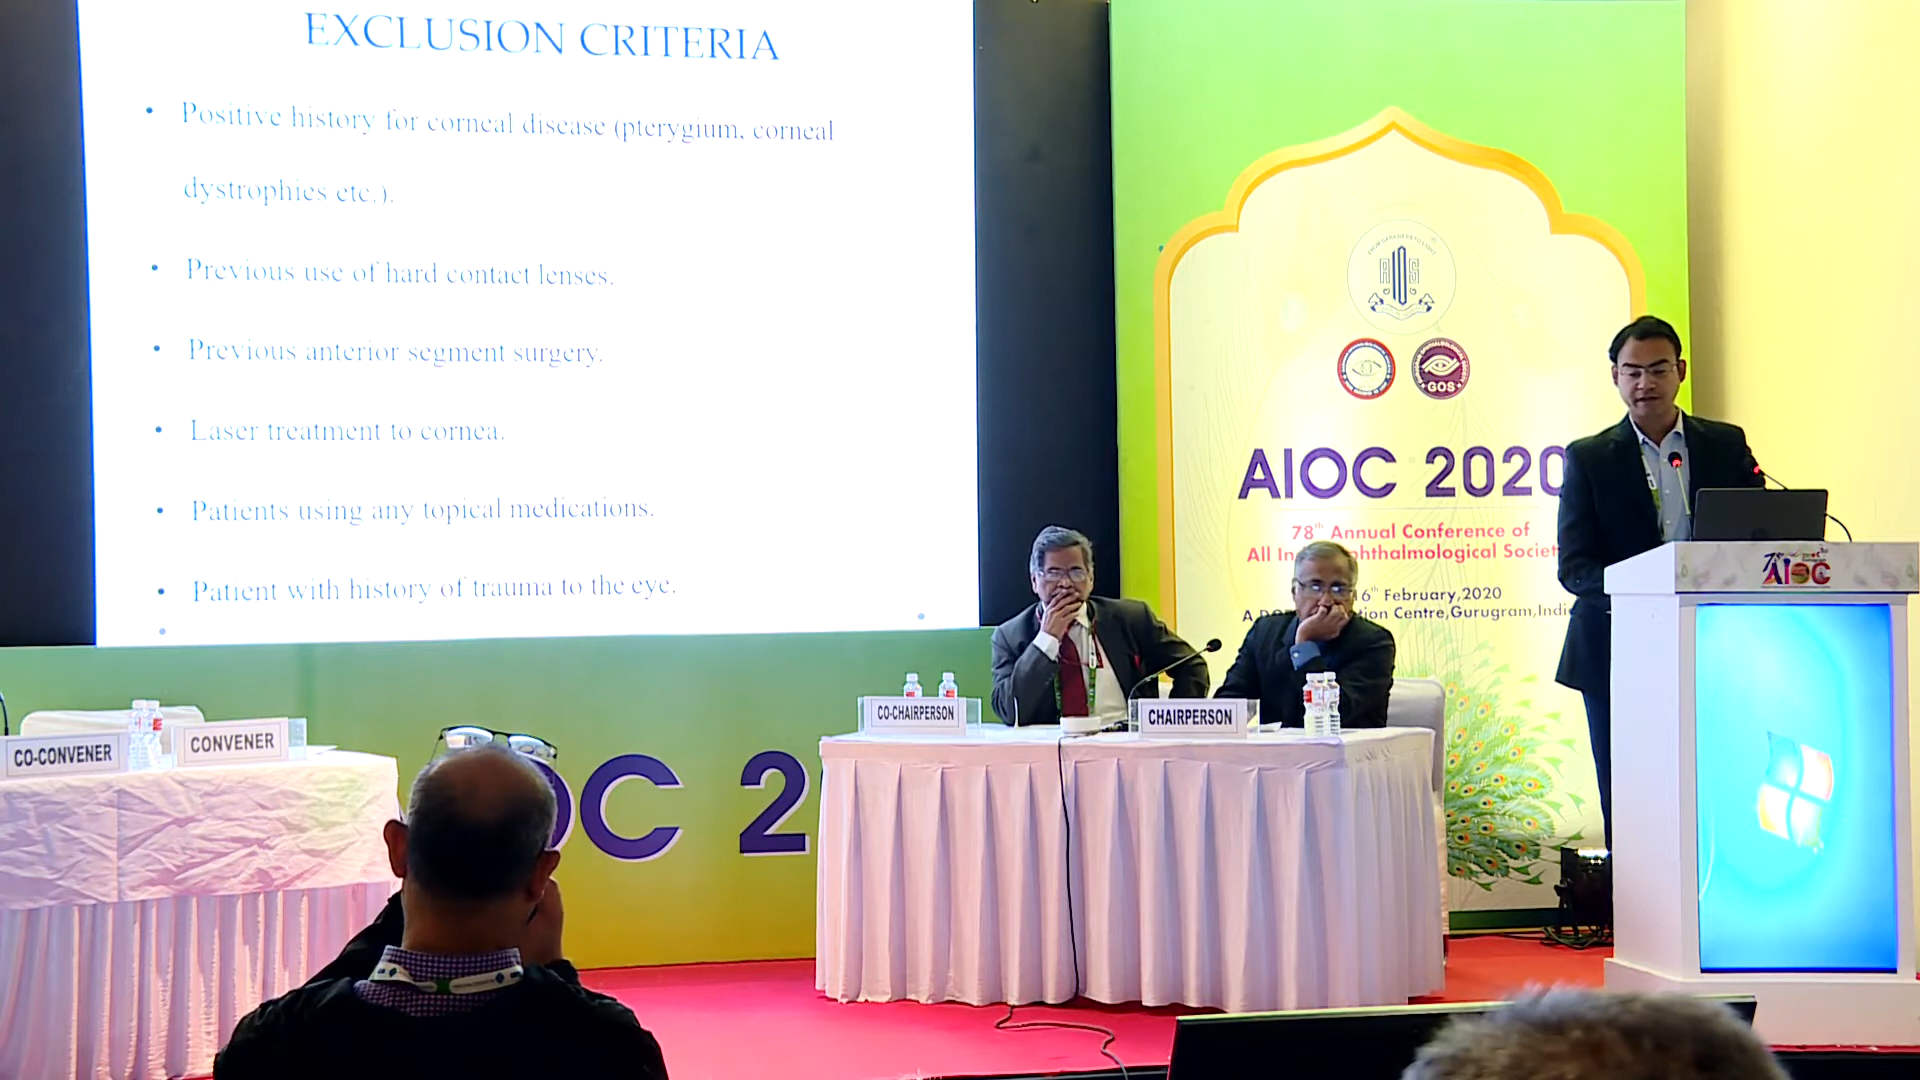 EXCLUSION CRITERIA
• Positive history for corneal disease (pterygium, corneal
dystrophies etc.).
• Previous use of hard contact lenses.
• Previous anterior segment surgery.
• Laser treatment to cornea.
• Patients using any topical medications.
• Patient with history of trauma to the eye.
GOS
AIOC 2020
78th Annual Conference of
All In phthalmological Societ
6th February,2020
tion Centre,Gurugram,India
AIOC
CO-CHAIRPERSON
CHAIRPERSON
CO-CONVENER
CONVENER
OC 2